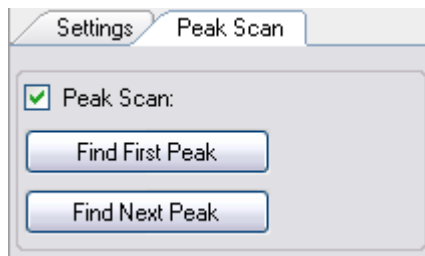 Settings Peak Scan
Peak Scan:
Find First Peak
Find Next Peak